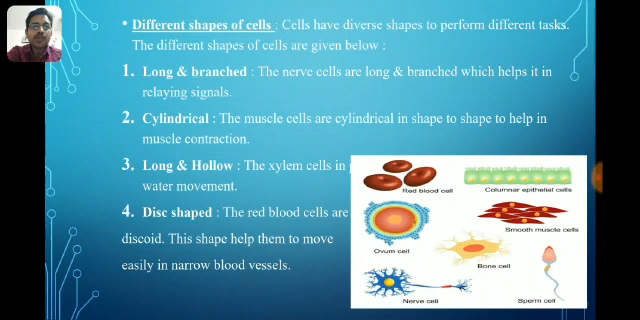 • Different shapes of cells : Cells have diverse shapes to perform different tasks.
The different shapes of cells are given below :
1. Long & branched : The nerve cells are long & branched which helps it in
relaying signals.
2. Cylindrical : The muscle cells are cylindrical in shape to shape to help in
muscle contraction.
3. Long & Hollow : The xylem cells in
water movement.
4. Disc shaped : The red blood cells are
discoid. This shape help them to move
easily in narrow blood vessels.
Red blood cell
Columnar epithelial cells
Smooth muscle cells
Ovum cell
Bone cell
Nerve cell
Sperm cell